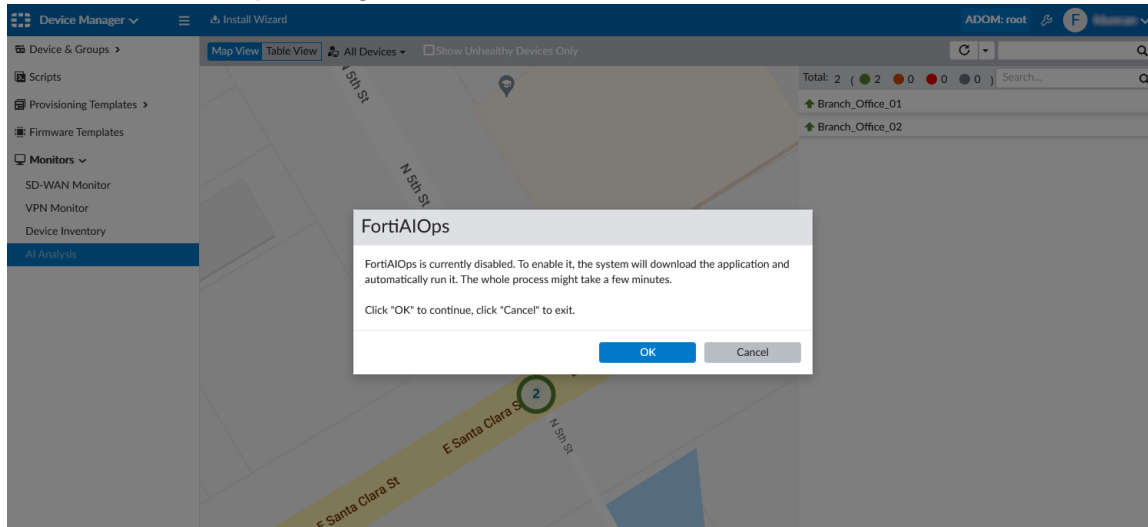 Device Manager
Install Wizard
ADOM: root
F
Device & Groups
Map View
Table View
All Devices
Show Unhealthy Devices Only
Scripts
Total: 2 ( 2 0 0 0 )
Search...
Provisioning Templates
Branch_Office_01
Firmware Templates
Branch_Office_02
Monitors
SD-WAN Monitor
VPN Monitor
Device Inventory
AI Analysis
N 5th St
N 5th St
FortiAIOps
FortiAIOps is currently disabled. To enable it, the system will download the application and
automatically run it. The whole process might take a few minutes.
Click "OK" to continue, click "Cancel" to exit.
OK
Cancel
2
E Santa Clara S
N 5th St
E Santa Clara St